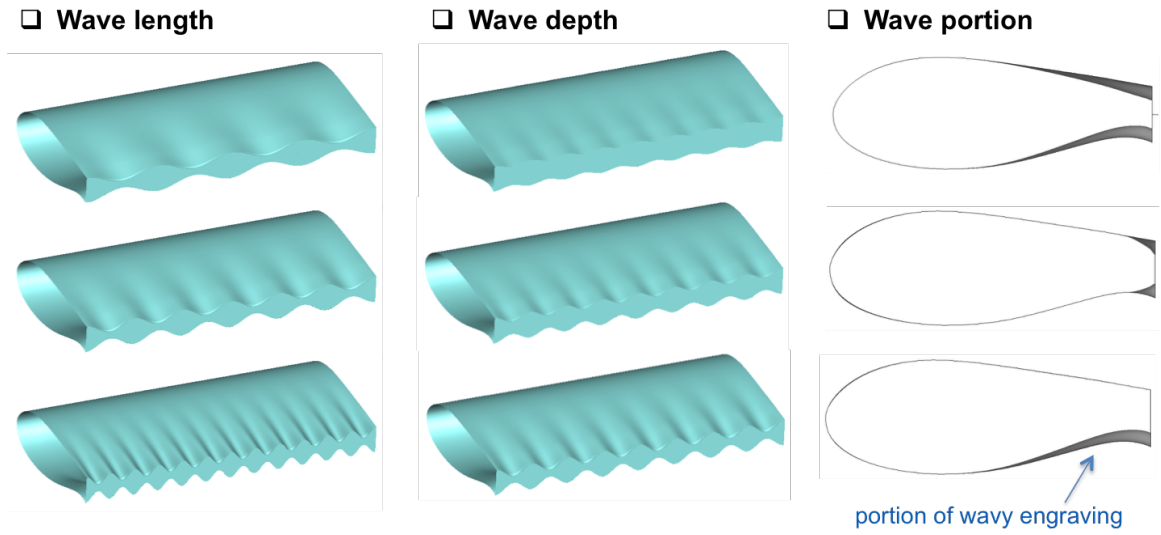 ❑ Wave length
❑ Wave depth
❑ Wave portion
portion of wavy engraving